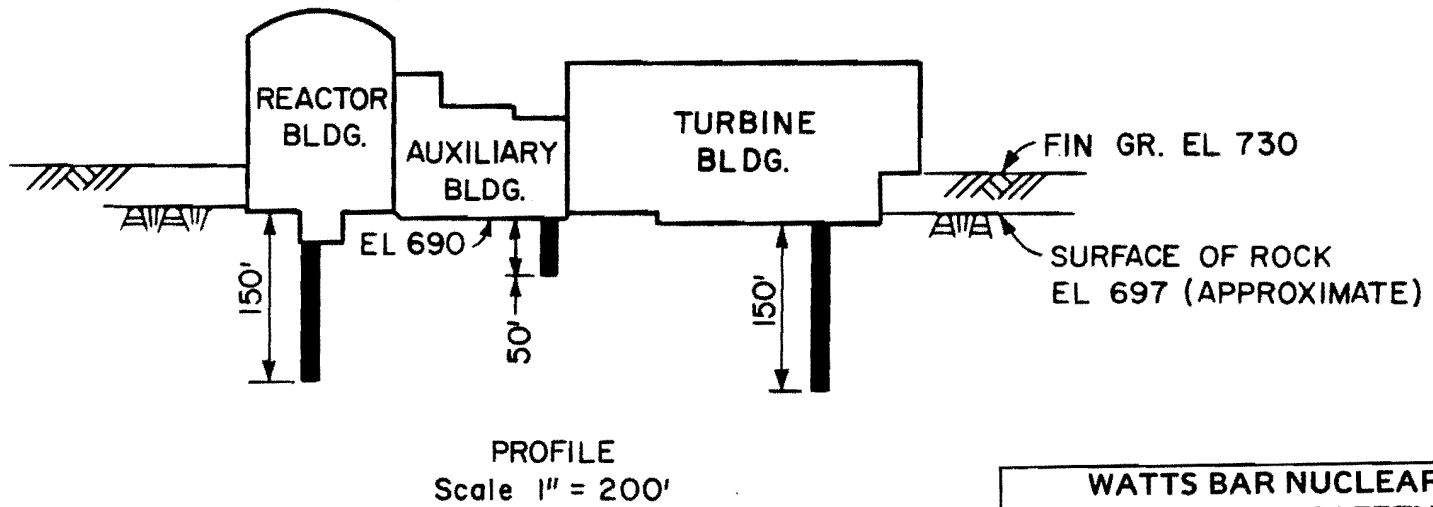 REACTOR
BLDG.
AUXILIARY
BLDG.
TURBINE
BLDG.
FIN GR. EL 730
EL 690
SURFACE OF ROCK
EL 697 (APPROXIMATE)
150'
50'
150'
PROFILE
Scale 1" = 200'
WATTS BAR NUCLEAR